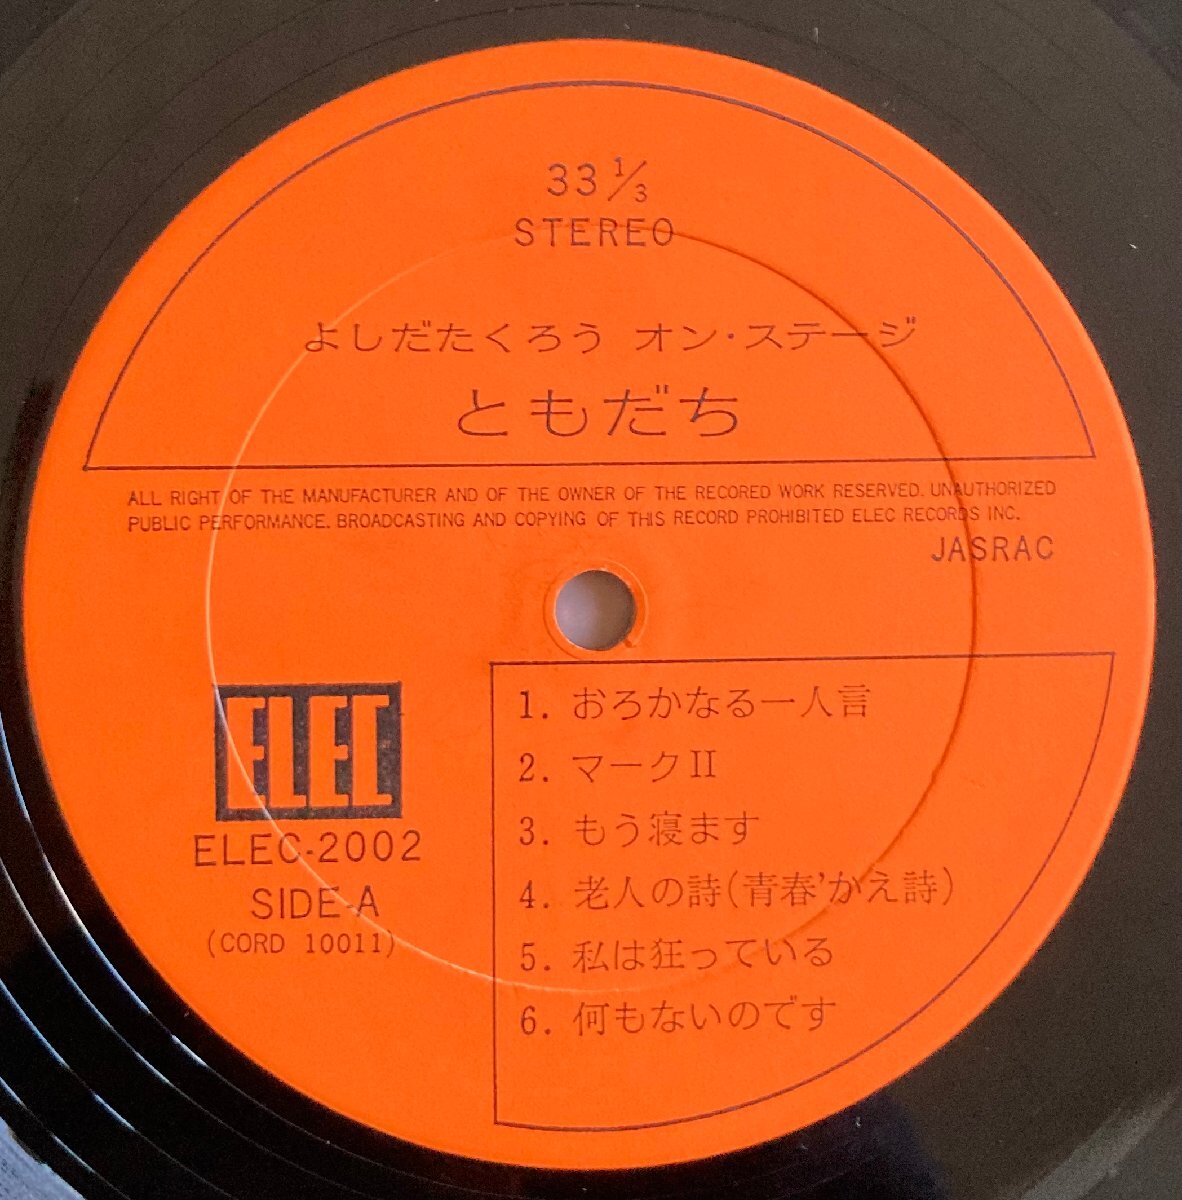 33 1/3
STEREO
よしだたくろう オン・ステージ
ともだち
ALL RIGHT OF THE MANUFACTURER AND OF THE OWNER OF THE RECORED WORK RESERVED. UNAUTHORIZED
PUBLIC PERFORMANCE. BROADCASTING AND COPYING OF THIS RECORD PROHIBITED ELEC RECORDS INC.
JASRAC
ELEC
ELEC-2002
SIDE A
(CORD 10011)
1. おろかなる一人言
2. マークII
3. もう寝ます
4. 老人の詩(青春'かえ詩)
5. 私は狂っている
6. 何もないのです